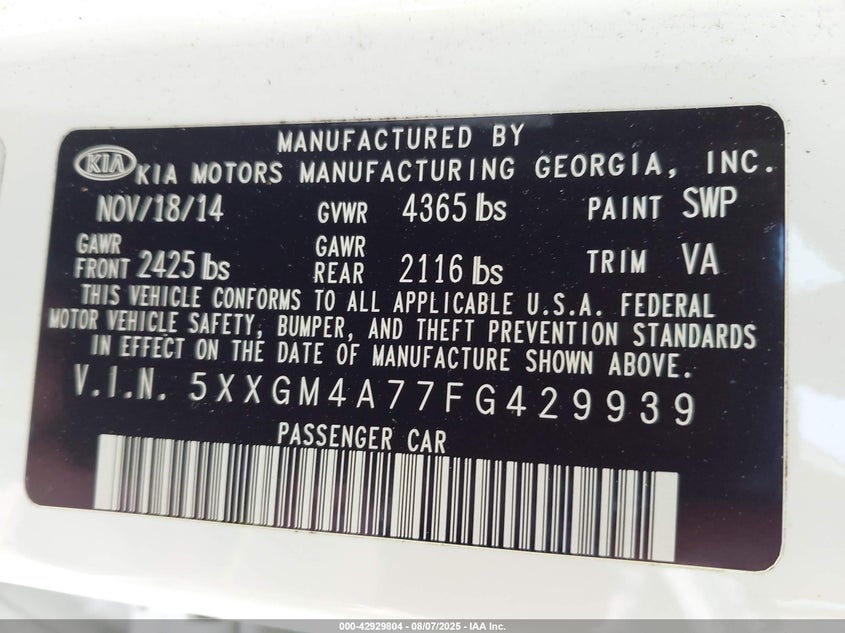 MANUFACTURED BY
KIA KIA MOTORS MANUFACTURING GEORGIA, INC.
NOV/18/14 GVWR 4365 lbs PAINT SWP
GAWR FRONT 2425 lbs GAWR REAR 2116 lbs TRIM VA
THIS VEHICLE CONFORMS TO ALL APPLICABLE U.S.A. FEDERAL
MOTOR VEHICLE SAFETY, BUMPER, AND THEFT PREVENTION STANDARDS
IN EFFECT ON THE DATE OF MANUFACTURE SHOWN ABOVE.
V.I.N. 5XXGM4A77FG429939
PASSENGER CAR
000-42929804 - 08/07/2025 - IAA Inc.